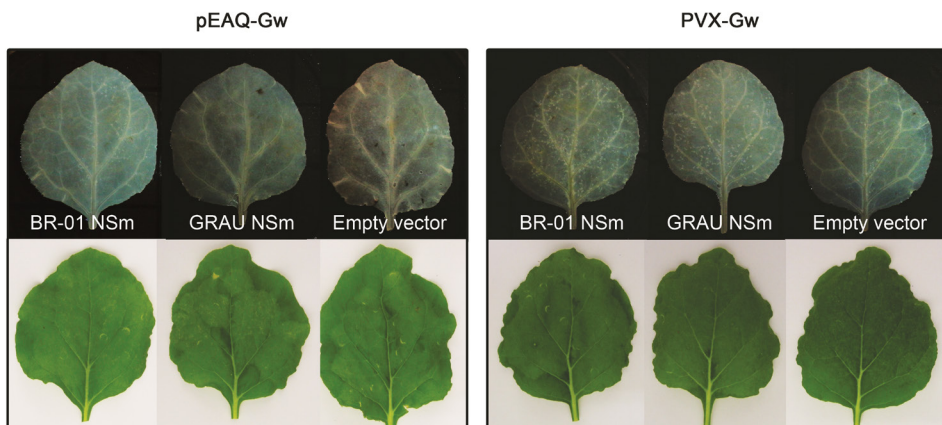 pEAQ-Gw
PVX-Gw
BR-01 NSm
GRAU NSm
Empty vector
BR-01 NSm
GRAU NSm
Empty vector